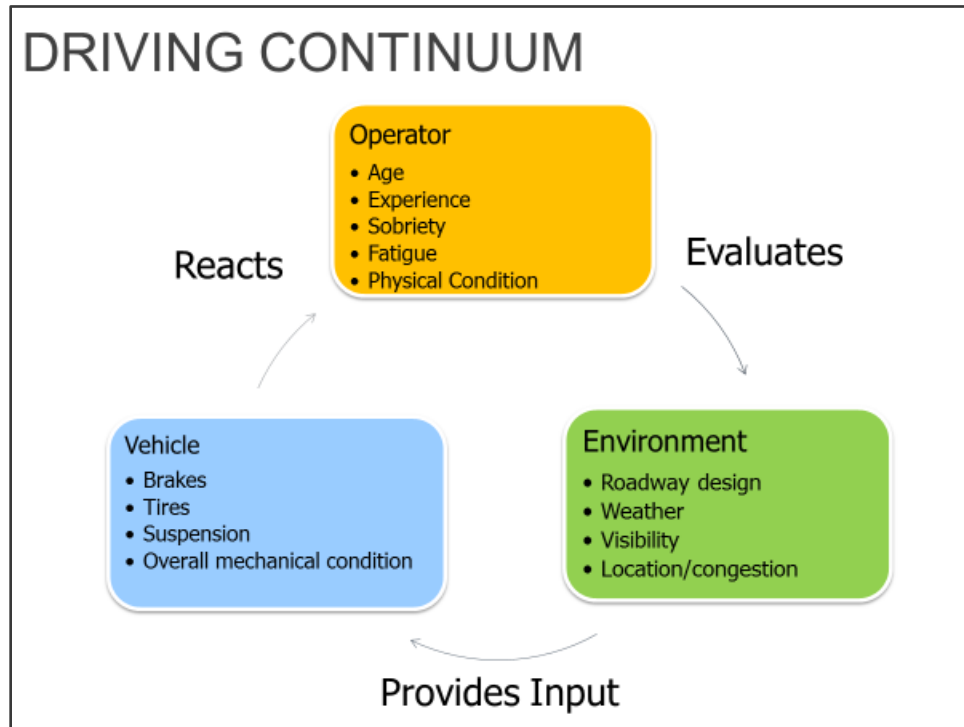 DRIVING CONTINUUM
Operator
• Age
• Experience
• Sobriety
• Fatigue
• Physical Condition
Reacts
Evaluates
Vehicle
• Brakes
• Tires
• Suspension
• Overall mechanical condition
Environment
• Roadway design
• Weather
• Visibility
• Location/congestion
Provides Input